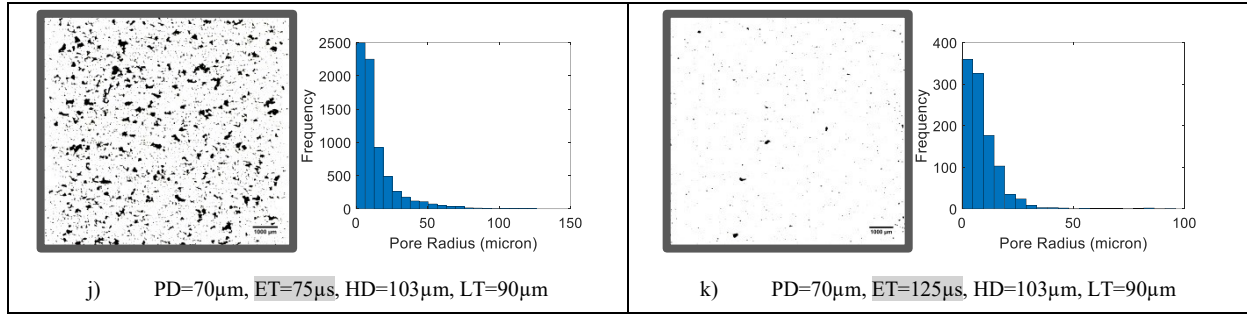 2500
2000
1500
1000
500
0
Frequency
0 50 100 150
Pore Radius (micron)
1000 µm
j) PD=70µm, ET=75µs, HD=103µm, LT=90µm
400
300
200
100
0
Frequency
0 50 100
Pore Radius (micron)
1000 µm
k) PD=70µm, ET=125µs, HD=103µm, LT=90µm